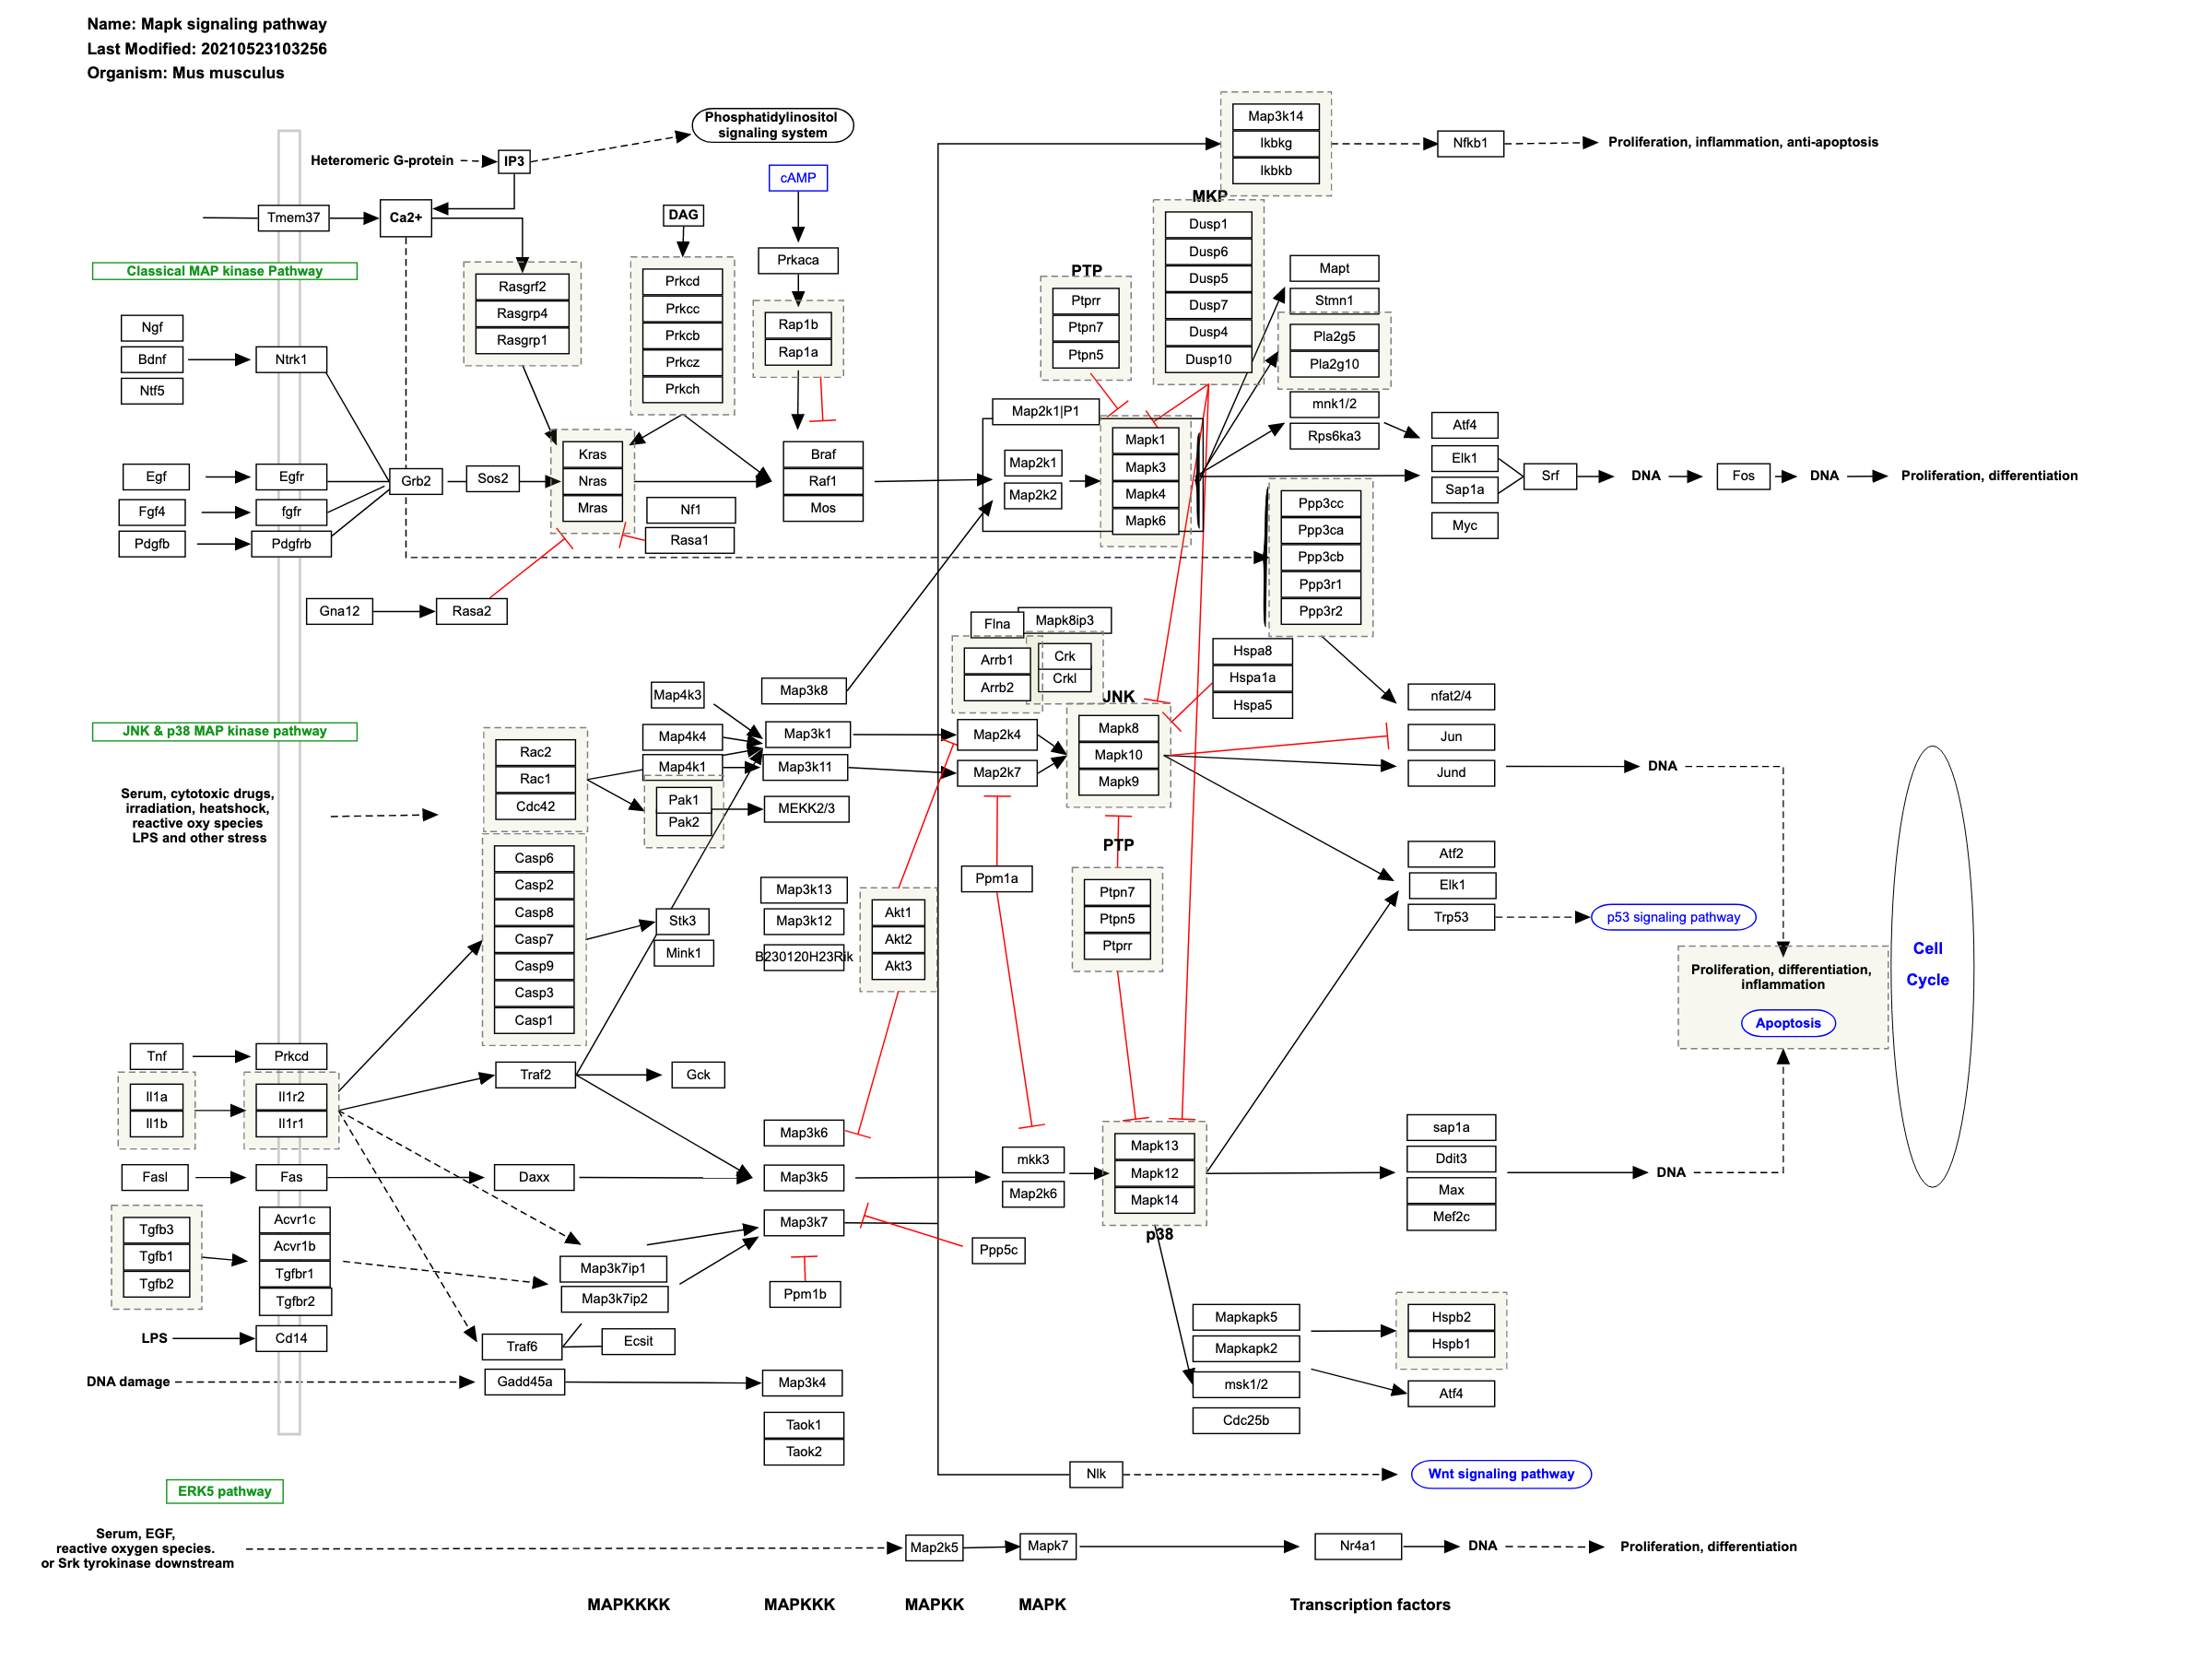 Name: Mapk signaling pathway
Last Modified: 20210523103256
Organism: Mus musculus
Phosphatidylinositol
signaling system
Heteromeric G-protein
IP3
cAMP
Tmem37
Ca2+
DAG
Prkaca
Classical MAP kinase Pathway
Rasgrf2
Rasgrp4
Rasgrp1
Prkcd
Prkcc
Prkcb
Prkcz
Prkch
Rap1b
Rap1a
Map3k14
Ikbkg
Ikbkb
Nfkb1
Proliferation, inflammation, anti-apoptosis
MKP
Dusp1
Dusp6
Dusp5
Dusp7
Dusp4
Dusp10
PTP
Ptprr
Ptpn7
Ptpn5
Mapt
Stmn1
Pla2g5
Pla2g10
mnk1/2
Rps6ka3
Ngf
Bdnf
Ntf5
Ntrk1
Egf
Egfr
Fgf4
fgfr
Pdgfb
Pdgfrb
Grb2
Sos2
Kras
Nras
Mras
Nf1
Rasa1
Braf
Raf1
Mos
Map2k1|P1
Map2k1
Map2k2
Mapk1
Mapk3
Mapk4
Mapk6
Atf4
Elk1
Sap1a
Myc
Srf
DNA
Fos
DNA
Proliferation, differentiation
Ppp3cc
Ppp3ca
Ppp3cb
Ppp3r1
Ppp3r2
Gna12
Rasa2
Flna
Mapk8ip3
Arrb1
Arrb2
Crk
Crkl
Hspa8
Hspa1a
Hspa5
JNK
Mapk8
Mapk10
Mapk9
nfat2/4
Jun
Jund
DNA
JNK & p38 MAP kinase pathway
Map4k3
Map4k4
Map4k1
Map3k8
Map3k1
Map3k11
MEKK2/3
Map2k4
Map2k7
Rac2
Rac1
Cdc42
Pak1
Pak2
Serum, cytotoxic drugs,
irradiation, heatshock,
reactive oxy species
LPS and other stress
Casp6
Casp2
Casp8
Casp7
Casp9
Casp3
Casp1
Stk3
Mink1
Map3k13
Map3k12
B230120H23Rik
Akt1
Akt2
Akt3
Ppm1a
PTP
Ptpn7
Ptpn5
Ptprr
Atf2
Elk1
Trp53
p53 signaling pathway
Proliferation, differentiation,
inflammation
Apoptosis
Cell
Cycle
Tnf
Prkcd
Il1a
Il1b
Il1r2
Il1r1
Traf2
Gck
Map3k6
Fasl
Fas
Daxx
Map3k5
mkk3
Map2k6
Mapk13
Mapk12
Mapk14
p38
sap1a
Ddit3
Max
Mef2c
DNA
Tgfb3
Tgfb1
Tgfb2
Acvr1c
Acvr1b
Tgfbr1
Tgfbr2
Map3k7
Map3k7ip1
Map3k7ip2
Ppp5c
Ppm1b
LPS
Cd14
Traf6
Ecsit
DNA damage
Gadd45a
Map3k4
Taok1
Taok2
Mapkapk5
Mapkapk2
msk1/2
Cdc25b
Hspb2
Hspb1
Atf4
Nlk
Wnt signaling pathway
ERK5 pathway
Serum, EGF,
reactive oxygen species.
or Srk tyrokinase downstream
Map2k5
Mapk7
Nr4a1
DNA
Proliferation, differentiation
MAPKKKK
MAPKKK
MAPKK
MAPK
Transcription factors